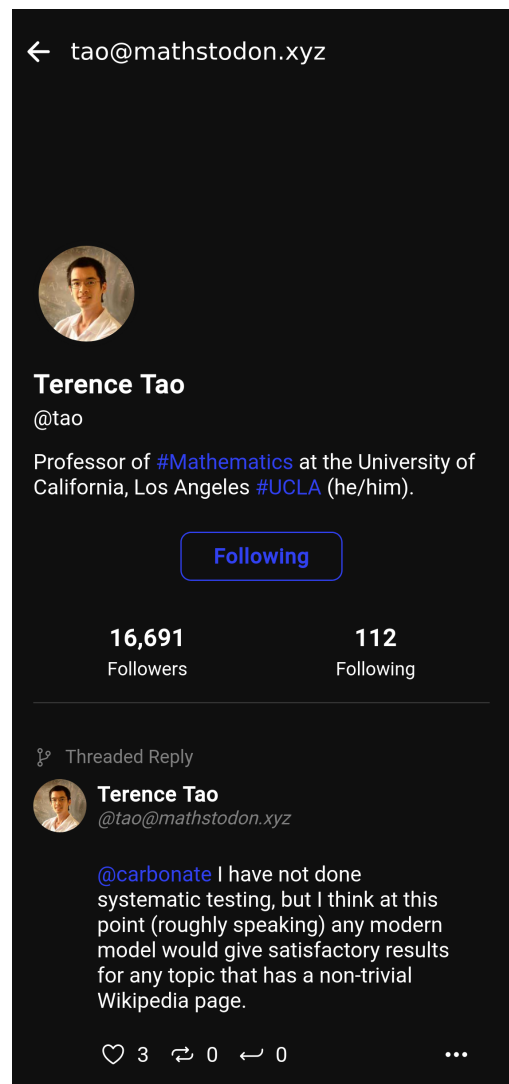 tao@mathstodon.xyz
Terence Tao
@tao
Professor of #Mathematics at the University of
California, Los Angeles #UCLA (he/him).
Following
16,691 112
Followers Following
Threaded Reply
Terence Tao
@tao@mathstodon.xyz
@carbonate I have not done
systematic testing, but I think at this
point (roughly speaking) any modern
model would give satisfactory results
for any topic that has a non-trivial
Wikipedia page.
3 0 0